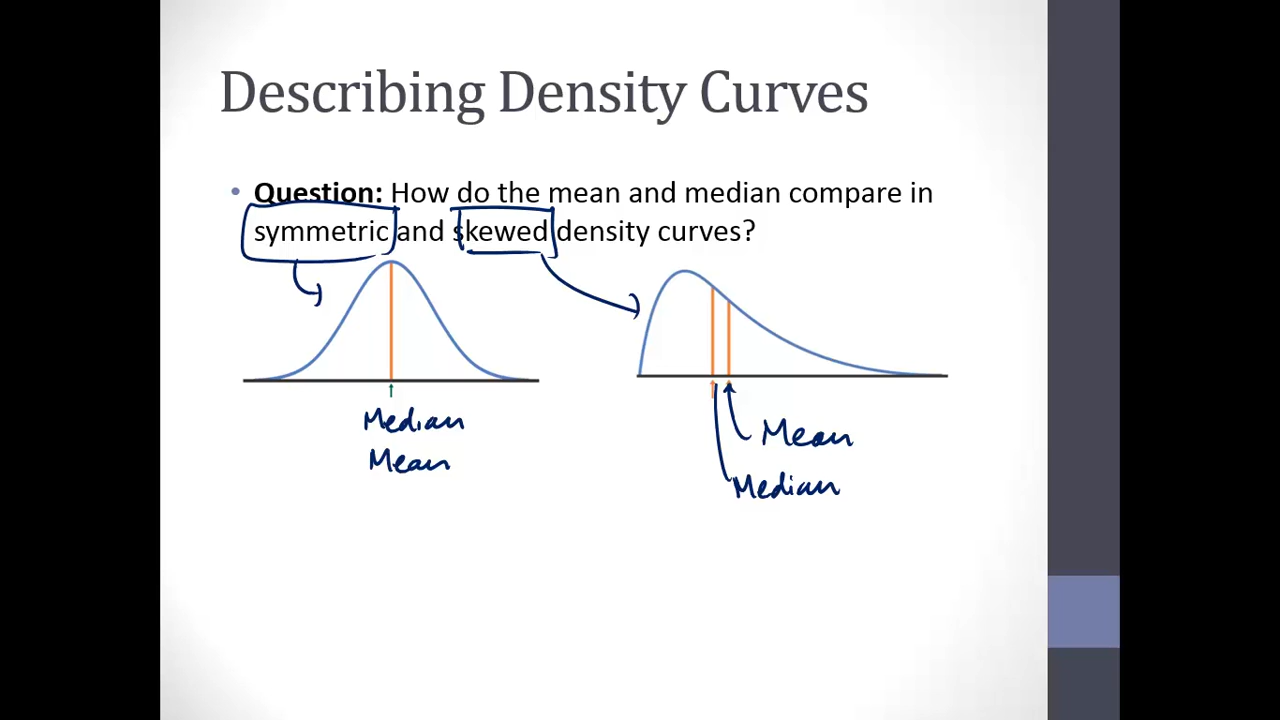 Describing Density Curves
• Question: How do the mean and median compare in
symmetric and skewed density curves?
Median
Mean
Mean
Median